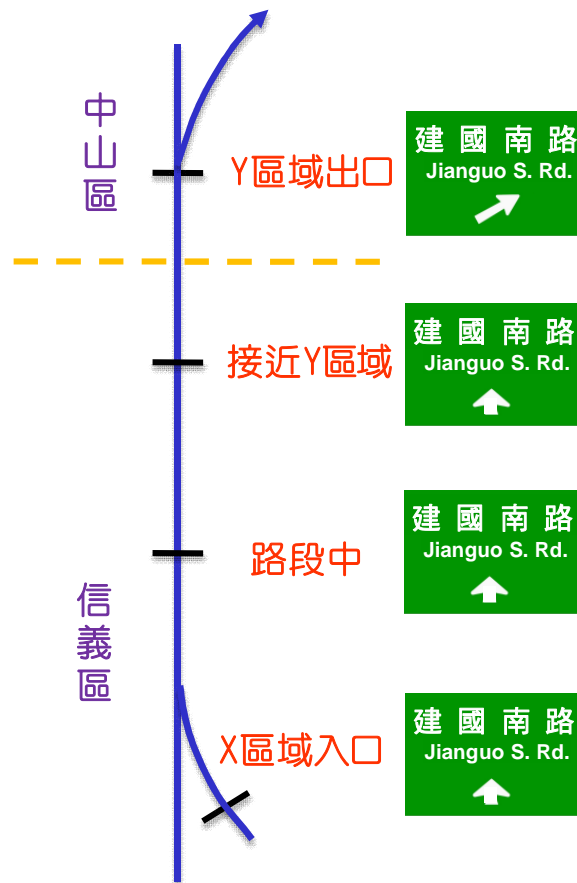 中山區
Y區域出口
建國南路
Jianguo S. Rd.
接近Y區域
建國南路
Jianguo S. Rd.
路段中
建國南路
Jianguo S. Rd.
信義區
X區域入口
建國南路
Jianguo S. Rd.